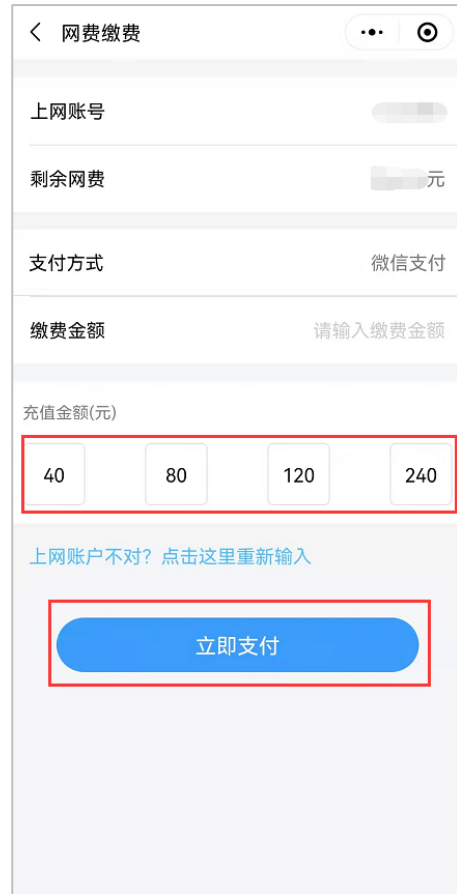 网费缴费
上网账号
剩余网费 元
支付方式 微信支付
缴费金额 请输入缴费金额
充值金额(元)
40 80 120 240
上网账户不对？点击这里重新输入
立即支付